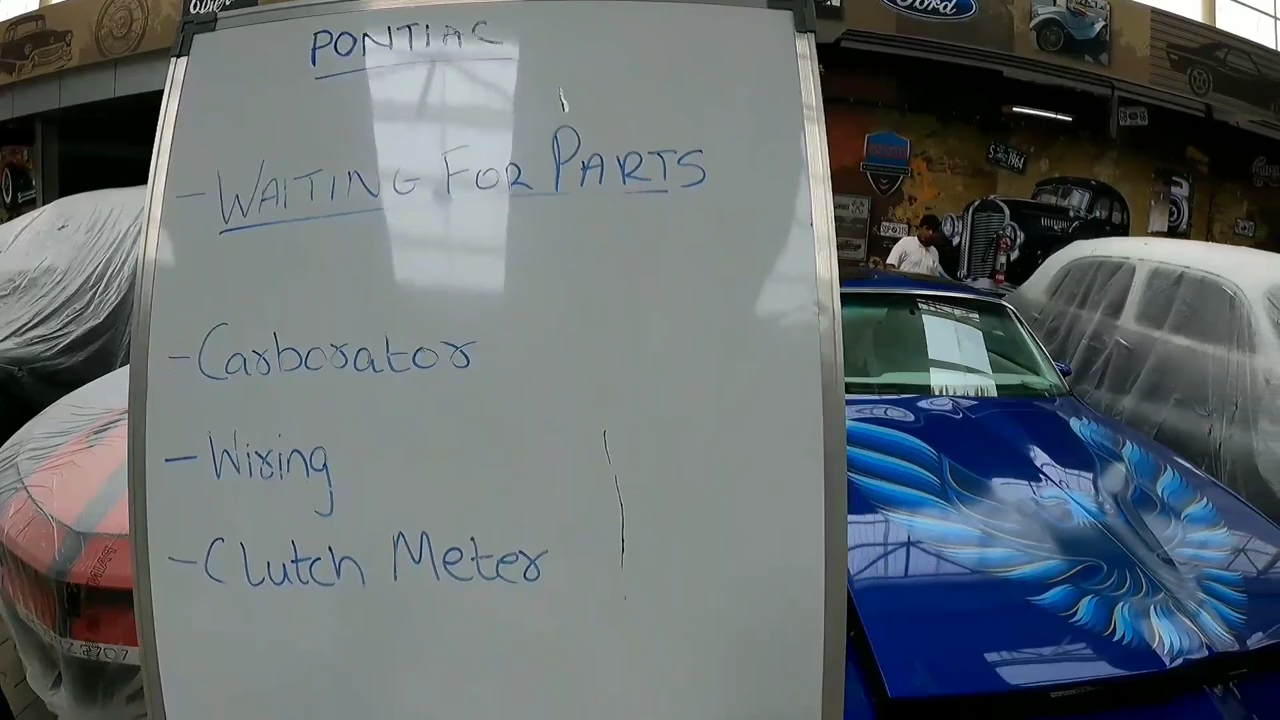 PONTIAC
- WAITING FOR PARTS
- Carborator
- Wiring
- Clutch Meter
Ford